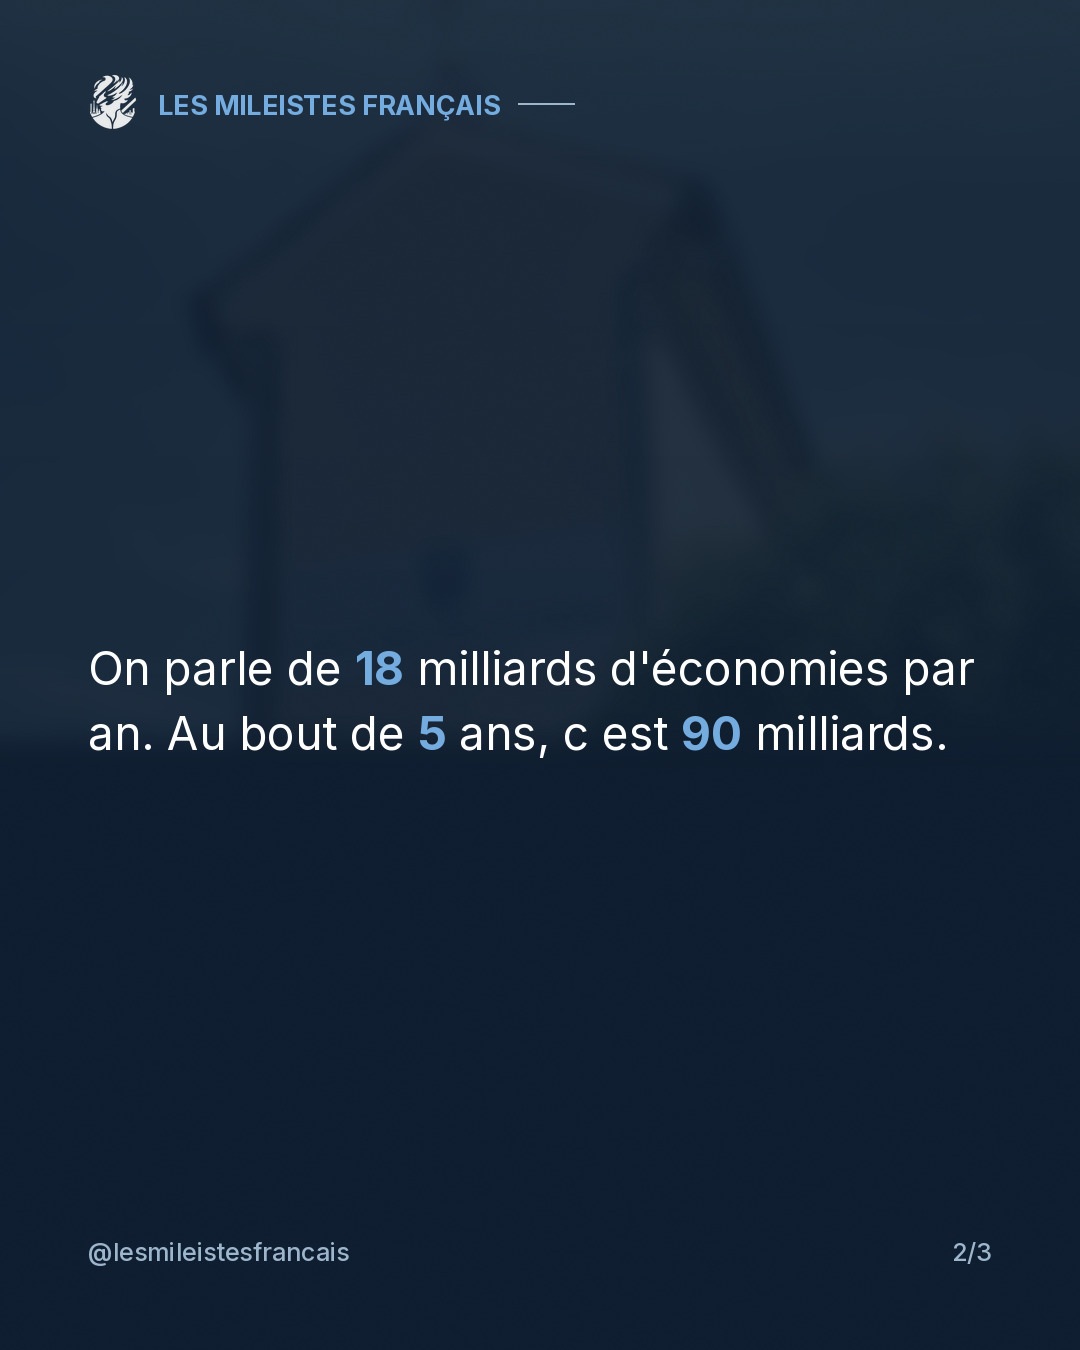 LES MILEISTES FRANÇAIS
On parle de 18 milliards d'économies par
an. Au bout de 5 ans, c est 90 milliards.
@lesmileistesfrancais
2/3